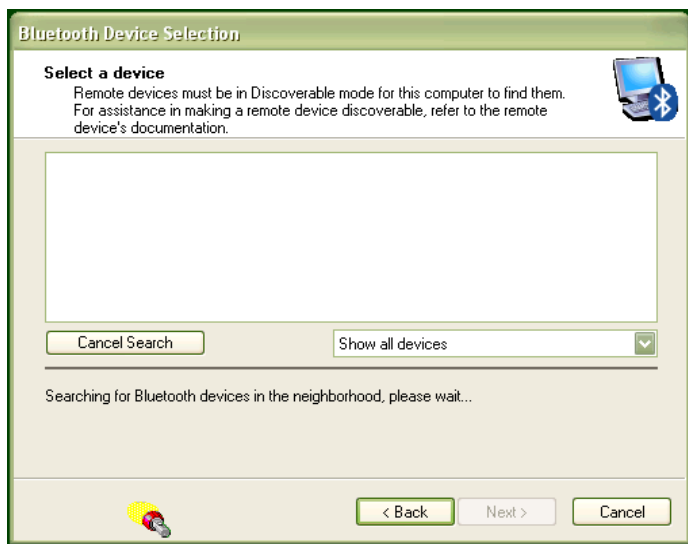 Bluetooth Device Selection
Select a device
Remote devices must be in Discoverable mode for this computer to find them.
For assistance in making a remote device discoverable, refer to the remote
device's documentation.
Cancel Search
Show all devices
Searching for Bluetooth devices in the neighborhood, please wait...
< Back
Next >
Cancel